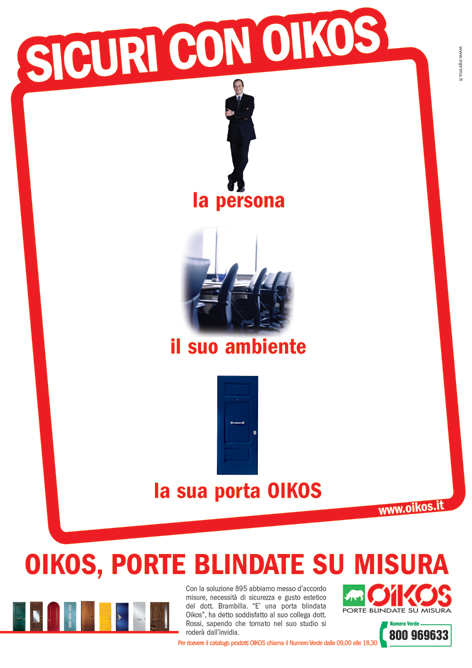 SICURI CON OIKOS
www.inprima.it
la persona
il suo ambiente
la sua porta OIKOS
www.oikos.it
OIKOS, PORTE BLINDATE SU MISURA
Con la soluzione 895 abbiamo messo d'accordo
misure, necessità di sicurezza e gusto estetico
del dott. Brambilla. "E' una porta blindata
Oikos", ha detto soddisfatto al suo collega dott.
Rossi, sapendo che tornato nel suo studio si
roderà dall'invidia.
OIKOS
PORTE BLINDATE SU MISURA
Numero Verde
800 969633
Per ricevere il catalogo prodotti OIKOS chiama il Numero Verde dalle 09,00 alle 18,30